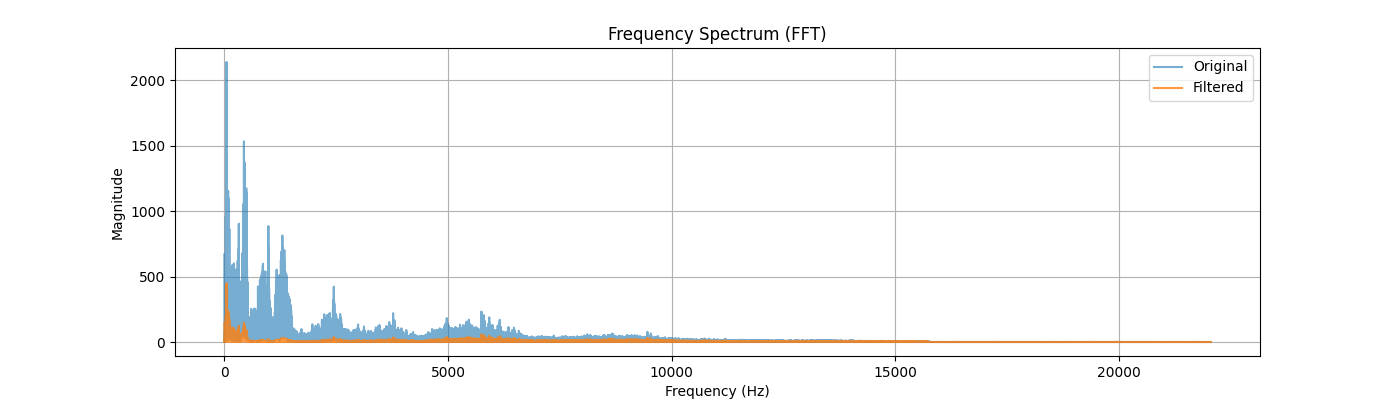 Frequency Spectrum (FFT)
Original
Filtered
Magnitude
2000
1500
1000
500
0
0 5000 10000 15000 20000
Frequency (Hz)